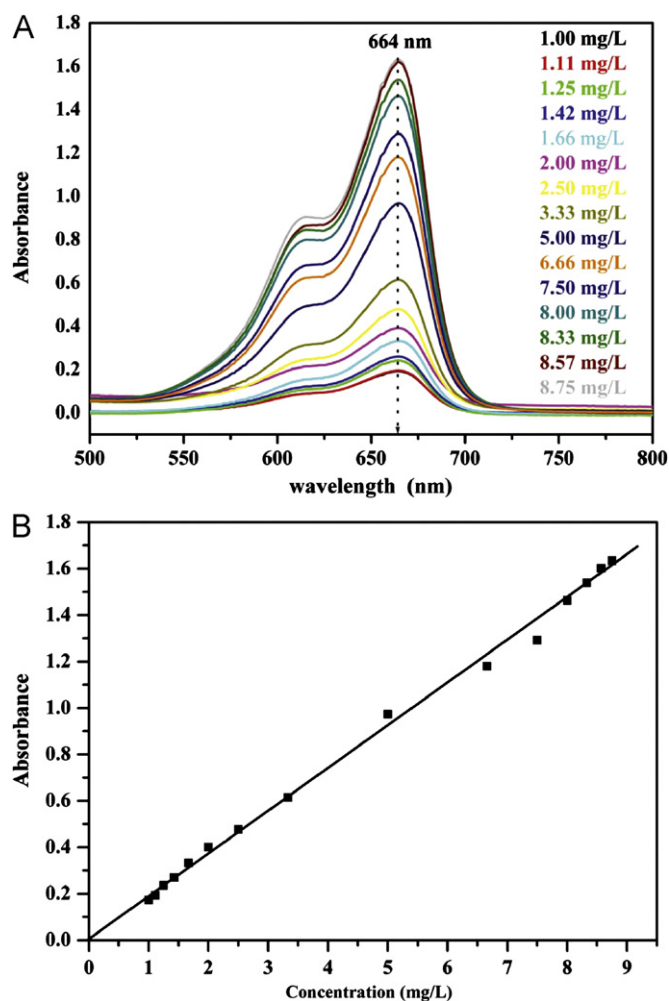 A
664 nm
1.00 mg/L
1.11 mg/L
1.25 mg/L
1.42 mg/L
1.66 mg/L
2.00 mg/L
2.50 mg/L
3.33 mg/L
5.00 mg/L
6.66 mg/L
7.50 mg/L
8.00 mg/L
8.33 mg/L
8.57 mg/L
8.75 mg/L
Absorbance
1.8
1.6
1.4
1.2
1.0
0.8
0.6
0.4
0.2
0.0
500 550 600 650 700 750 800
wavelength (nm)
B
Absorbance
1.8
1.6
1.4
1.2
1.0
0.8
0.6
0.4
0.2
0.0
0 1 2 3 4 5 6 7 8 9
Concentration (mg/L)